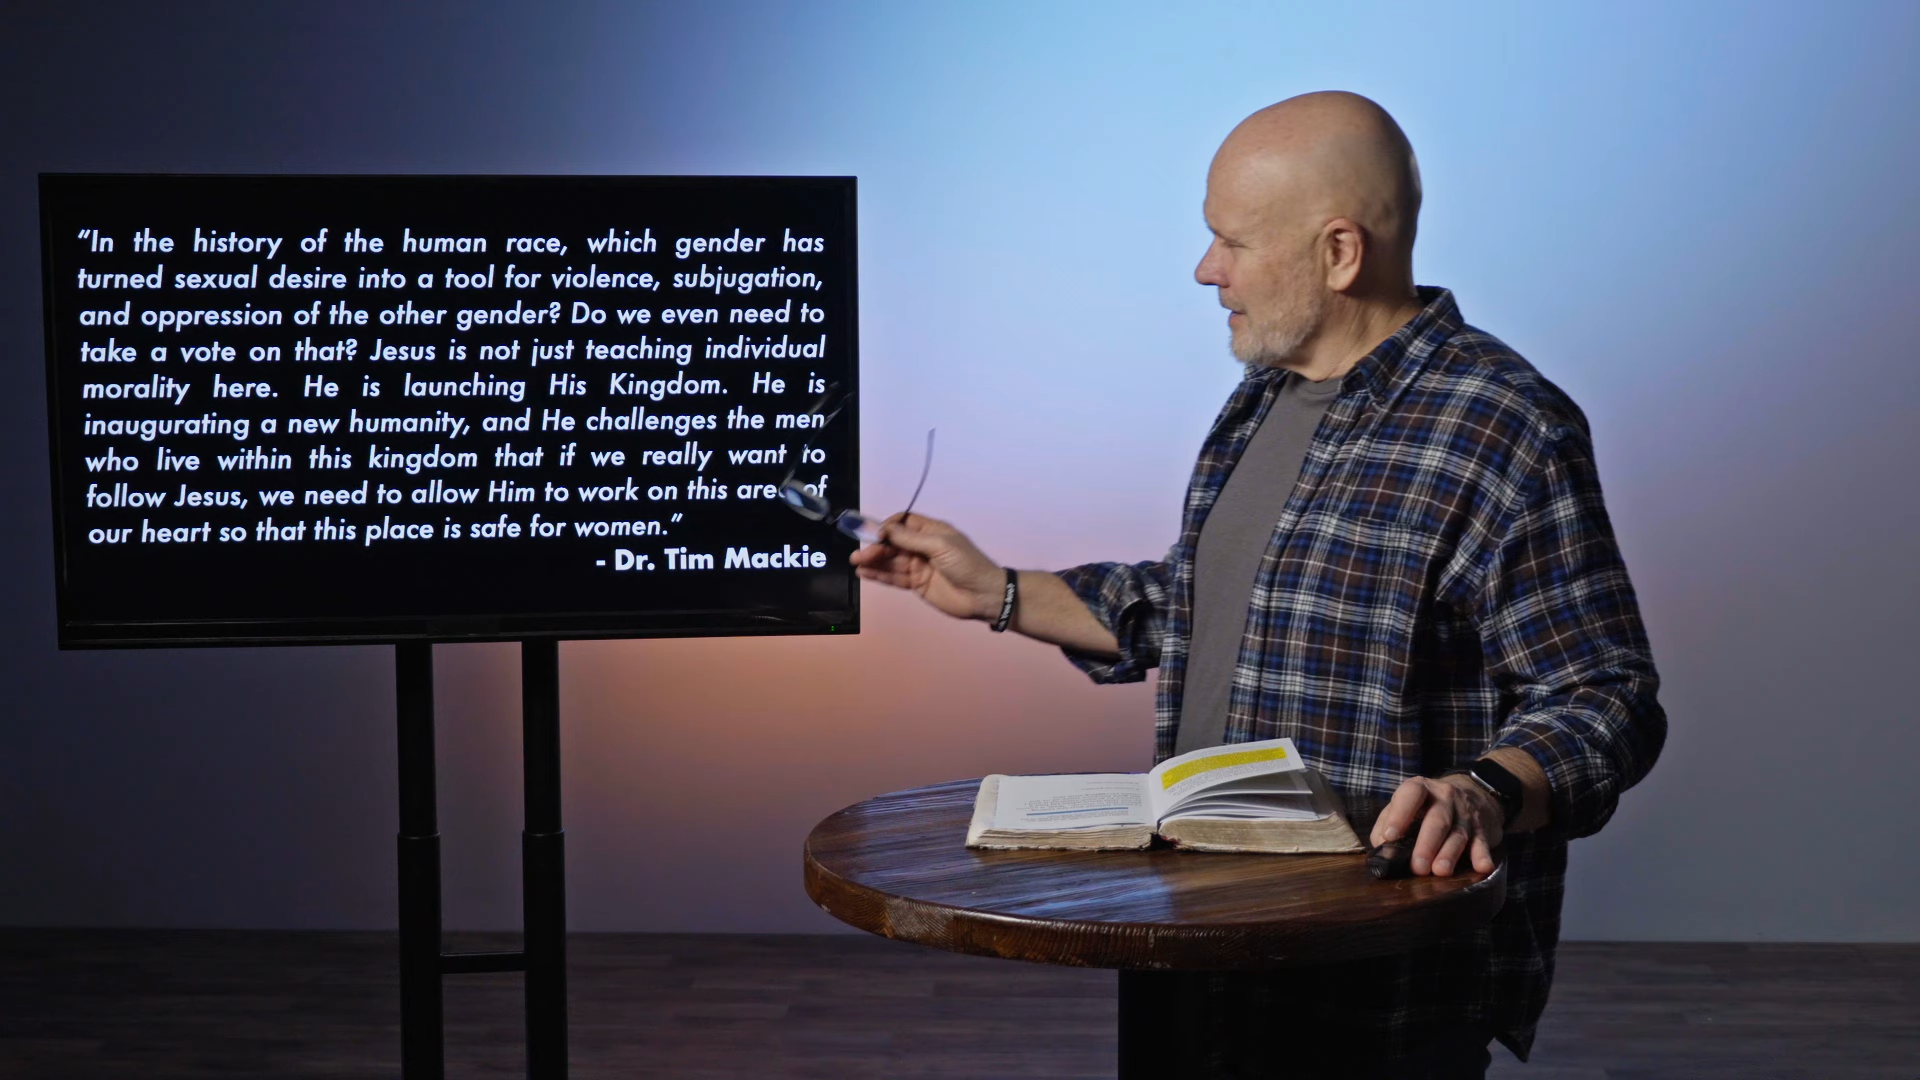 “In the history of the human race, which gender has
turned sexual desire into a tool for violence, subjugation,
and oppression of the other gender? Do we even need to
take a vote on that? Jesus is not just teaching individual
morality here. He is launching His Kingdom. He is
inaugurating a new humanity, and He challenges the men
who live within this kingdom that if we really want to
follow Jesus, we need to allow Him to work on this area of
our heart so that this place is safe for women.”
- Dr. Tim Mackie